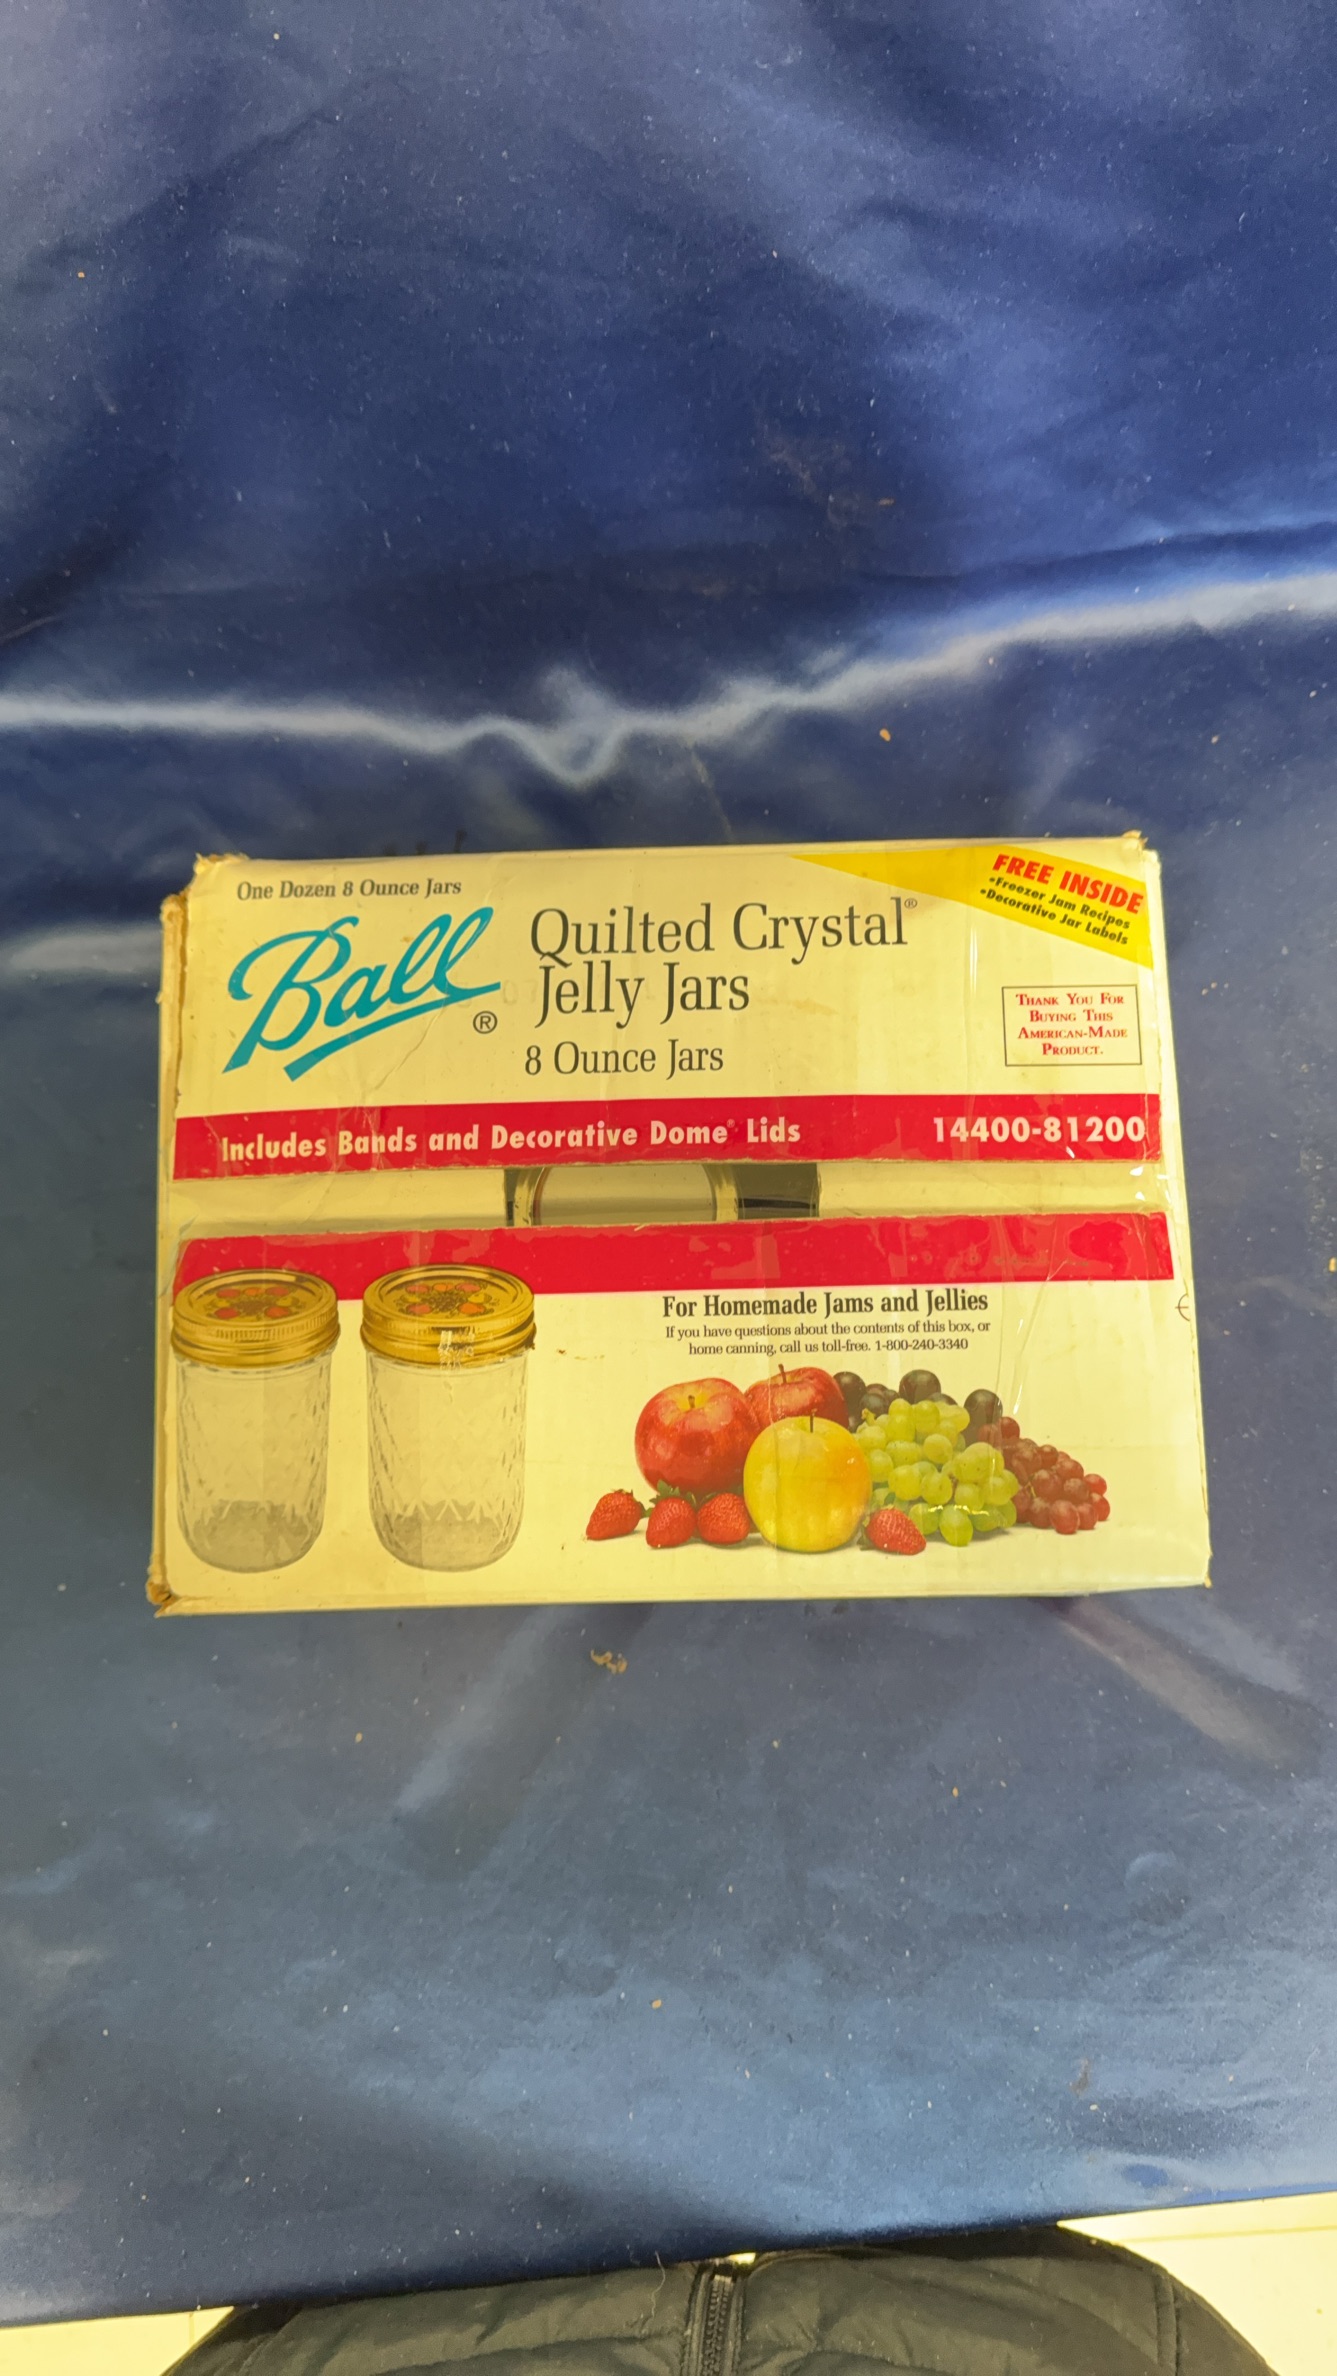 One Dozen 8 Ounce Jars
Ball®
Quilted Crystal®
Jelly Jars
8 Ounce Jars
FREE INSIDE
•Freezer Jam Recipes
•Decorative Jar Labels
THANK YOU FOR
BUYING THIS
AMERICAN-MADE
PRODUCT.
Includes Bands and Decorative Dome® Lids
14400-81200
For Homemade Jams and Jellies
If you have questions about the contents of this box, or
home canning, call us toll-free. 1-800-240-3340